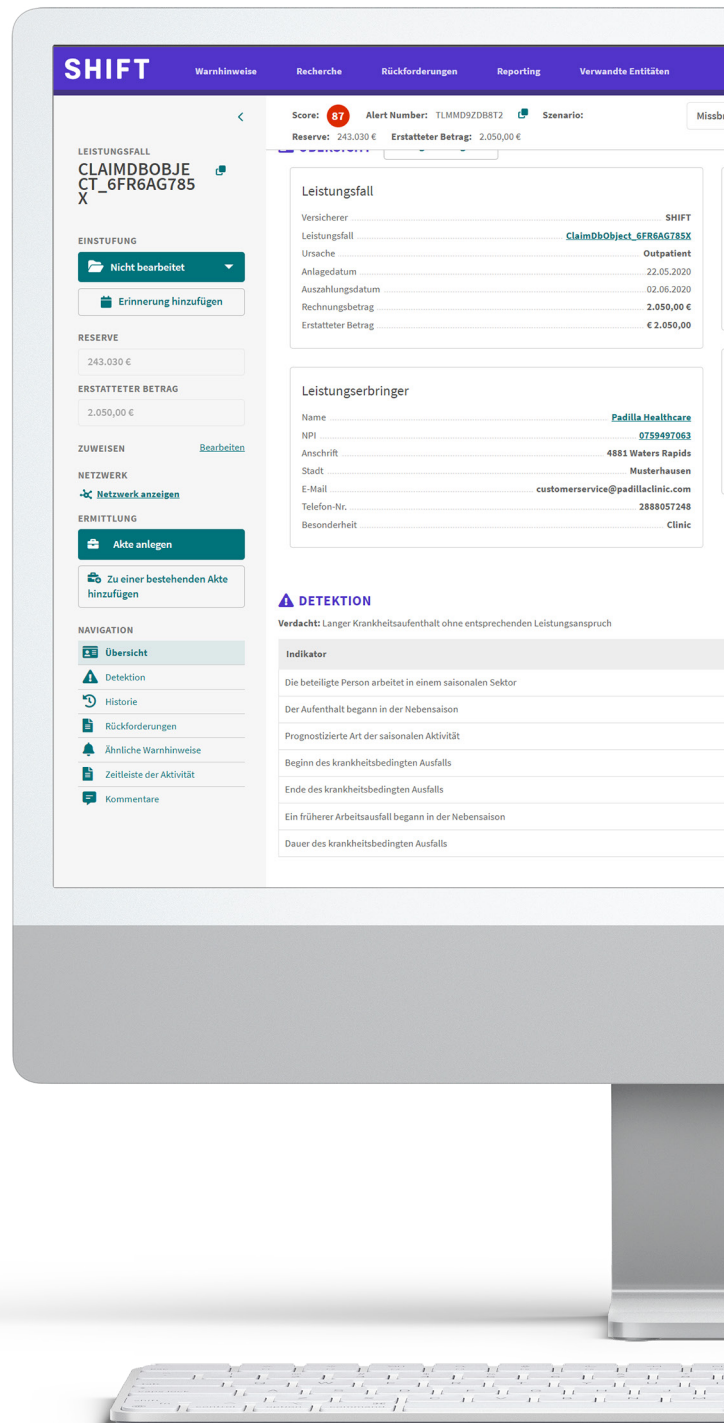 SHIFT
Warnhinweise
Recherche
Rückforderungen
Reporting
Verwandte Entitäten
Score: 87 Alert Number: TLMMD9ZDB8T2 Szenario:
Reserve: 243.030 € Erstatteter Betrag: 2.050,00 €
LEISTUNGSFALL
CLAIMDBOBJE
CT_6FR6AG785
X
EINSTUFUNG
Nicht bearbeitet
Erinnerung hinzufügen
RESERVE
243.030 €
ERSTATTETER BETRAG
2.050,00 €
ZUWEISEN Bearbeiten
NETZWERK
Netzwerk anzeigen
ERMITTLUNG
Akte anlegen
Zu einer bestehenden Akte
hinzufügen
NAVIGATION
Übersicht
Detektion
Historie
Rückforderungen
Ähnliche Warnhinweise
Zeitleiste der Aktivität
Kommentare
Leistungsfall
Versicherer SHIFT
Leistungsfall ClaimDbObject_6FR6AG785X
Ursache Outpatient
Anlagedatum 22.05.2020
Auszahlungsdatum 02.06.2020
Rechnungsbetrag 2.050,00 €
Erstatteter Betrag € 2.050,00
Leistungserbringer
Name Padilla Healthcare
NPI 0759497063
Anschrift 4881 Waters Rapids
Stadt Musterhausen
E-Mail customerservice@padillaclinic.com
Telefon-Nr. 2888057248
Besonderheit Clinic
DETEKTION
Verdacht: Langer Krankheitsaufenthalt ohne entsprechenden Leistungsanspruch
Indikator
Die beteiligte Person arbeitet in einem saisonalen Sektor
Der Aufenthalt begann in der Nebensaison
Prognostizierte Art der saisonalen Aktivität
Beginn des krankheitsbedingten Ausfalls
Ende des krankheitsbedingten Ausfalls
Ein früherer Arbeitsausfall begann in der Nebensaison
Dauer des krankheitsbedingten Ausfalls